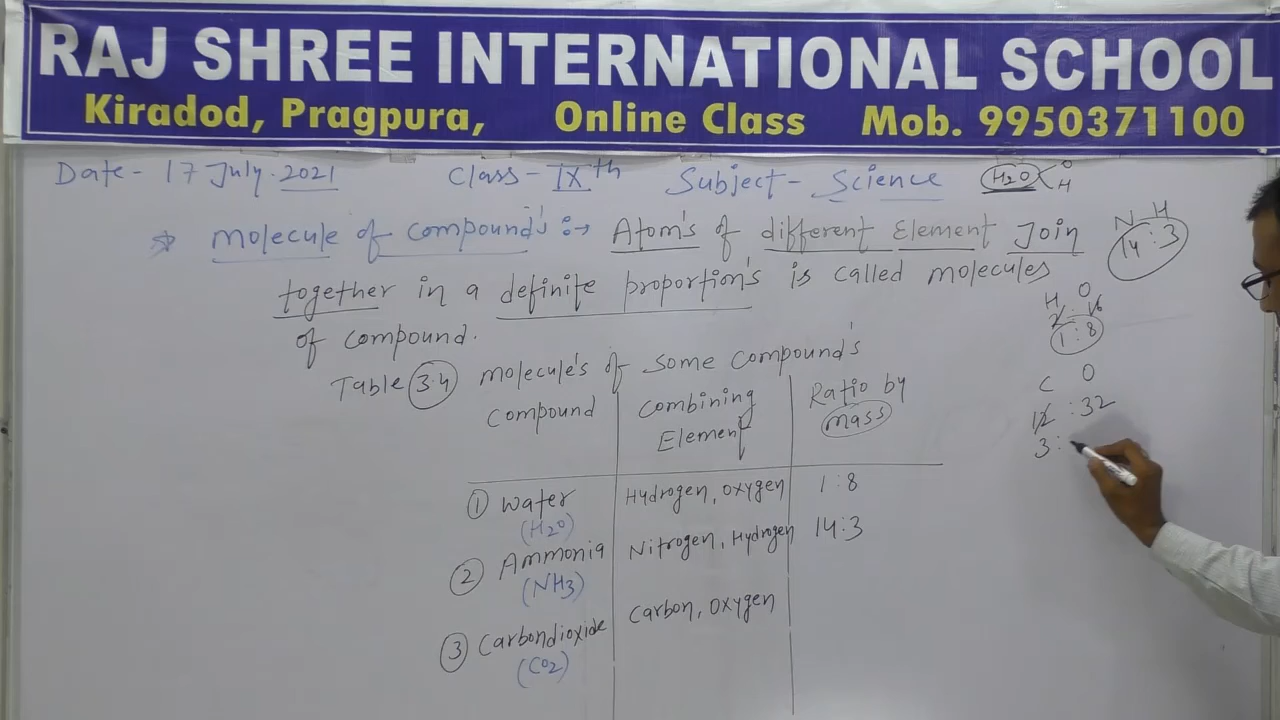 RAJ SHREE INTERNATIONAL SCHOOL
Kiradod, Pragpura, Online Class Mob. 9950371100
Date - 17 July. 2021 Class - IXth Subject - Science H2O O
H
* Molecule of compound's :→ Atom's of different Element Join
together in a definite proportion's is called molecules
of compound.
N H
14 : 3
H O
2 : 16
1 : 8
C O
12 : 32
3 :
Table 3.4 Molecule's of some compound's
Compound Combining Element Ratio by mass
① Water (H2O) Hydrogen, Oxygen 1 : 8
② Ammonia (NH3) Nitrogen, Hydrogen 14 : 3
③ Carbondioxide (CO2) Carbon, Oxygen